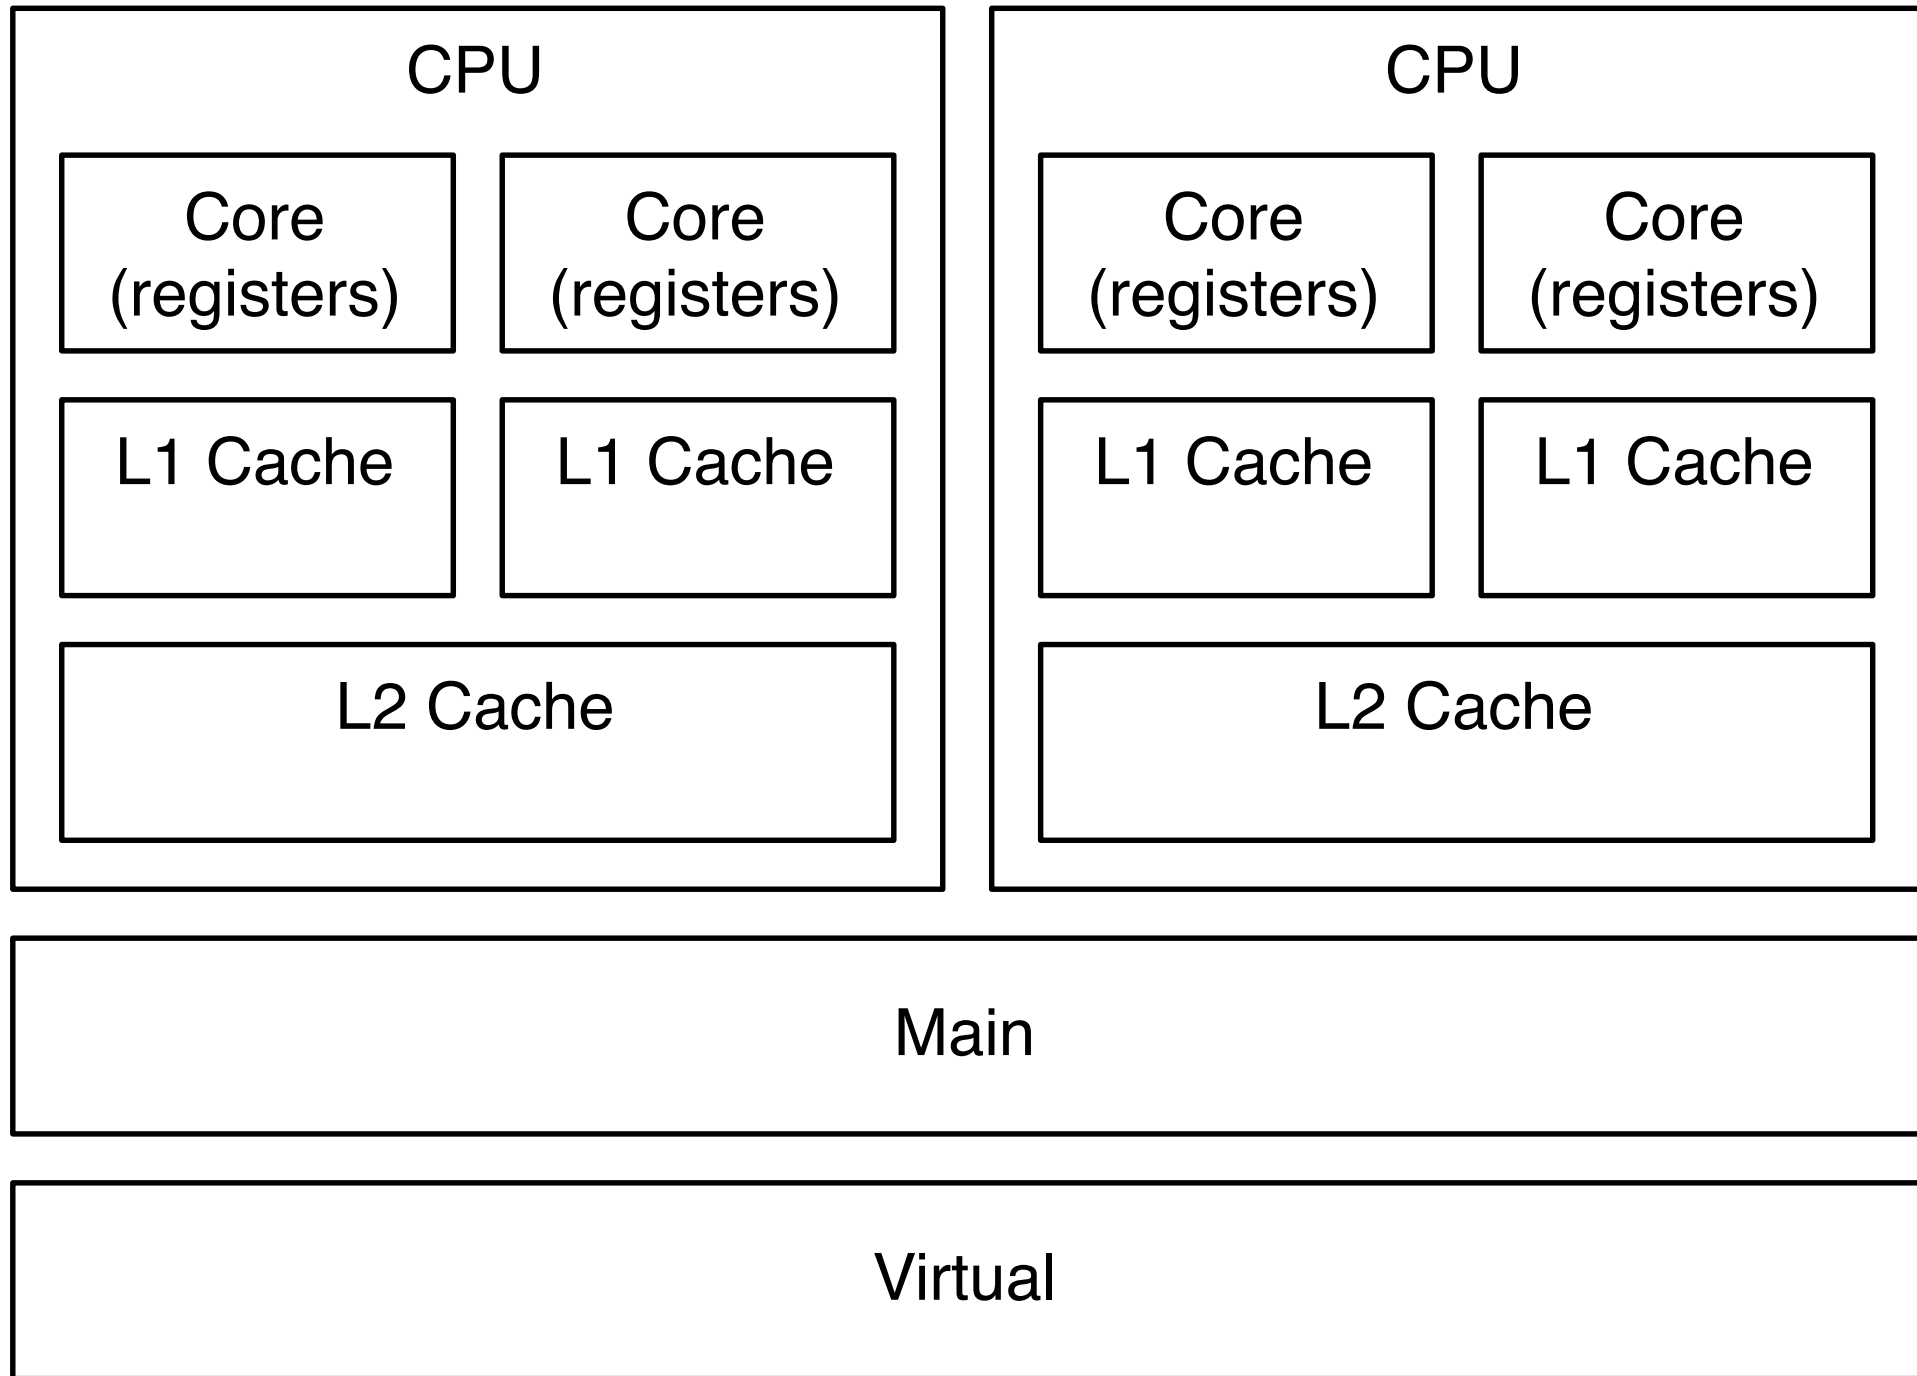 CPU
Core
(registers)
Core
(registers)
L1 Cache
L1 Cache
L2 Cache
CPU
Core
(registers)
Core
(registers)
L1 Cache
L1 Cache
L2 Cache
Main
Virtual